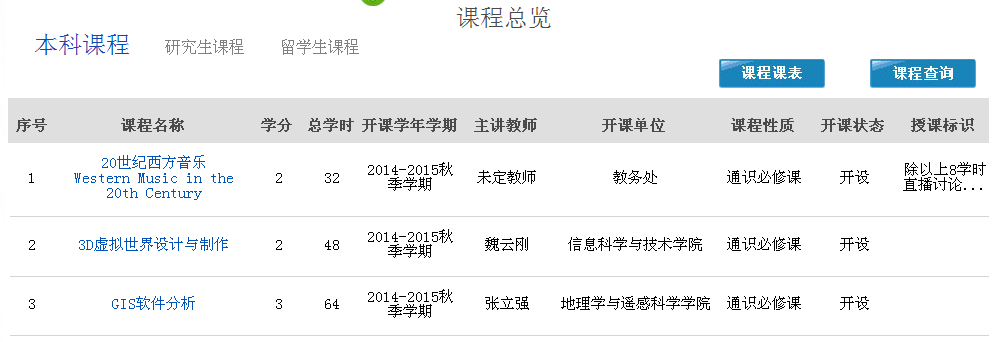 课程总览
本科课程 研究生课程 留学生课程
课程课表 课程查询
序号 课程名称 学分 总学时 开课学年学期 主讲教师 开课单位 课程性质 开课状态 授课标识
1 20世纪西方音乐 Western Music in the 20th Century 2 32 2014-2015秋季学期 未定教师 教务处 通识必修课 开设 除以上8学时直播讨论...
2 3D虚拟世界设计与制作 2 48 2014-2015秋季学期 魏云刚 信息科学与技术学院 通识必修课 开设
3 GIS软件分析 3 64 2014-2015秋季学期 张立强 地理学与遥感科学学院 通识必修课 开设